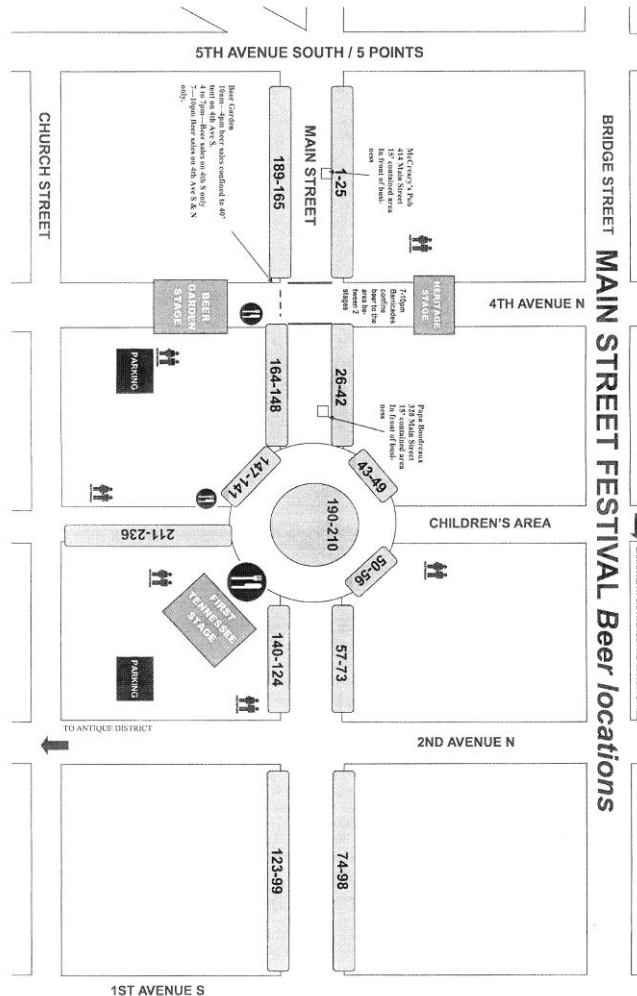 MAIN STREET FESTIVAL Beer locations
5TH AVENUE SOUTH / 5 POINTS
CHURCH STREET
MAIN STREET
BRIDGE STREET
189-165
1-25
McCreary's Pub
414 Main Street
15' contained area
In front of busi-
ness
Beer Garden
10am—4pm beer sales confined to 40'
tent on 4th Ave S.
4 to 7pm—Beer sales on 4th S only
7—10pm Beer sales on 4th Ave S & N
only.
BEER
GARDEN
STAGE
7-10pm
Barricades
confine
beer to the
area be-
tween 2
stages
HERITAGE
STAGE
4TH AVENUE N
PARKING
164-148
26-42
Papa Boudreaux
328 Main Street
15' contained area
In front of busi-
ness
147-141
43-49
190-210
211-236
50-56
CHILDREN'S AREA
FIRST
TENNESSEE
STAGE
140-124
57-73
PARKING
TO ANTIQUE DISTRICT
2ND AVENUE N
123-99
74-98
1ST AVENUE S